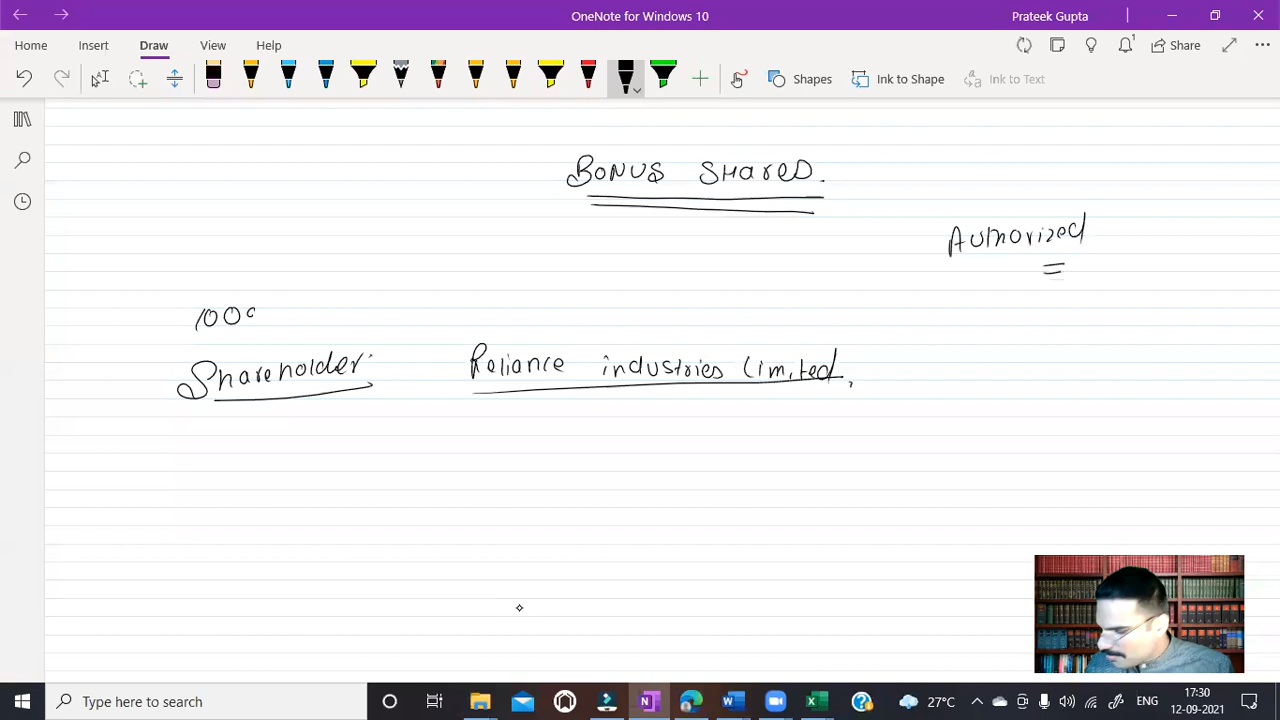 OneNote for Windows 10
Prateek Gupta
Home Insert Draw View Help
Share
Shapes Ink to Shape Ink to Text
BONUS SHARES.
Authorized
1000
Shareholder Reliance industries Limited,
Type here to search
27°C
ENG
17:30
12-09-2021